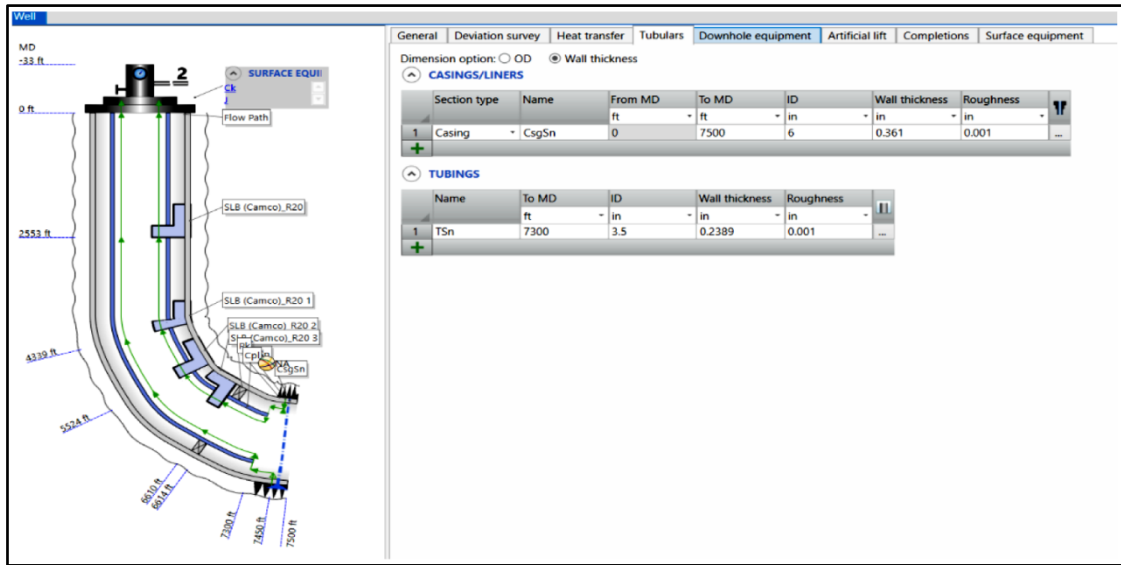 Well
MD
-33 ft
2
SURFACE EQUI
Ck
J
0 ft
Flow Path
SLB (Camco)_R20
2553 ft
SLB (Camco)_R20 1
SLB (Camco)_R20 2
SLB (Camco)_R20 3
Cpl
NA
CsgSn
4339 ft
5524 ft
6610 ft
6614 ft
7300 ft
7450 ft
7500 ft
General Deviation survey Heat transfer Tubulars Downhole equipment Artificial lift Completions Surface equipment
Dimension option: OD Wall thickness
CASINGS/LINERS
Section type Name From MD To MD ID Wall thickness Roughness
ft ft in in in
1 Casing CsgSn 0 7500 6 0.361 0.001 ...
+
TUBINGS
Name To MD ID Wall thickness Roughness
ft in in in
1 TSn 7300 3.5 0.2389 0.001 ...
+